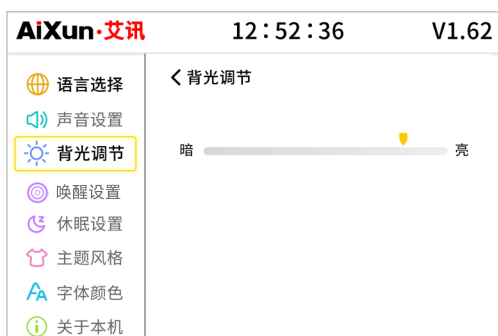 AiXun·艾讯 12:52:36 V1.62
语言选择
声音设置
背光调节
唤醒设置
休眠设置
主题风格
字体颜色
关于本机
背光调节
暗 亮